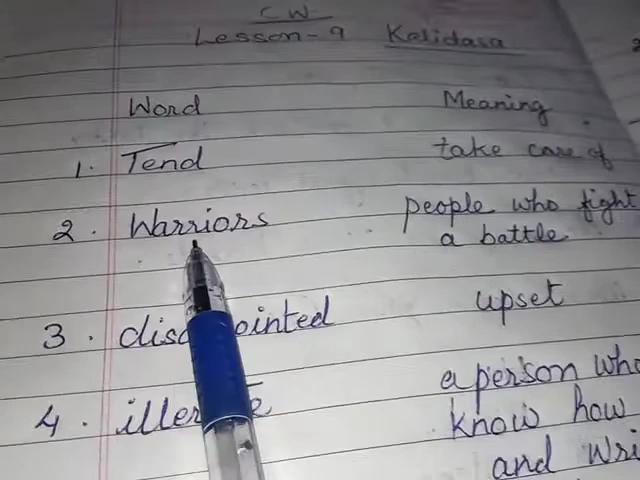 CW
Lesson-9 Kalidasa
Word Meaning
1. Tend take care of
2. Warriors people who fight
a battle
3. upset
4. a person who
know how
and